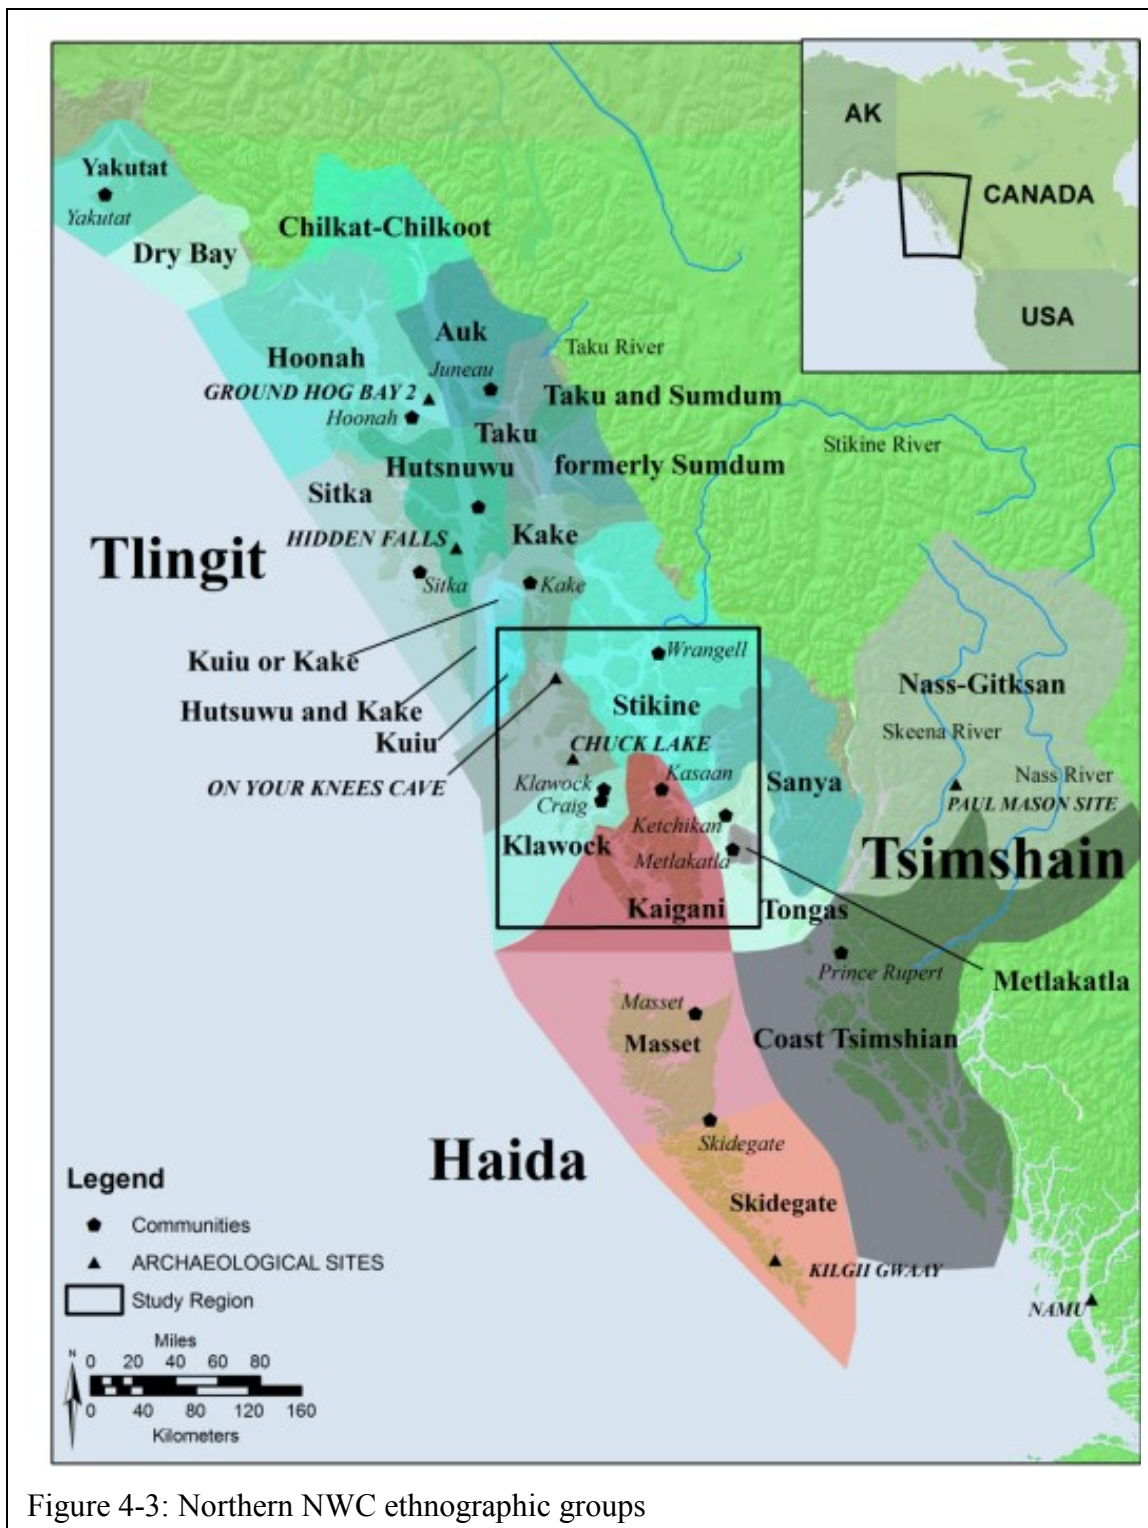 AK
CANADA
USA
Yakutat
Yakutat
Dry Bay
Chilkat-Chilkoot
Auk
Juneau
Taku River
Hoonah
GROUND HOG BAY 2
Hoonah
Taku and Sumdum
Taku
Stikine River
Hutsnuwu
formerly Sumdum
Sitka
Kake
HIDDEN FALLS
Tlingit
Sitka
Kake
Kuiu or Kake
Wrangell
Nass-Gitksan
Hutsuwu and Kake
Stikine
Skeena River
Kuiu
CHUCK LAKE
Nass River
ON YOUR KNEES CAVE
Klawock
Kasaan
Sanya
PAUL MASON SITE
Craig
Ketchikan
Klawock
Metlakatla
Tsimshain
Kaigani
Tongas
Prince Rupert
Metlakatla
Masset
Masset
Coast Tsimshian
Skidegate
Haida
Skidegate
KILGII GWAAY
NAMU
Legend
Communities
ARCHAEOLOGICAL SITES
Study Region
Miles
N
0 20 40 60 80
0 40 80 120 160
Kilometers
Figure 4-3: Northern NWC ethnographic groups